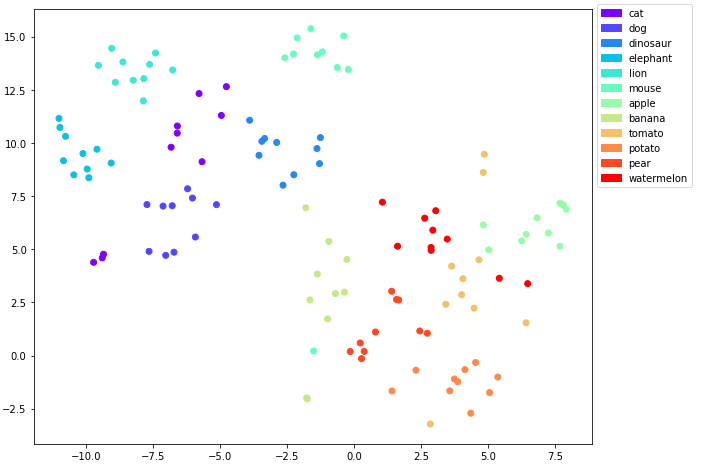 15.0
12.5
10.0
7.5
5.0
2.5
0.0
−2.5
−10.0
−7.5
−5.0
−2.5
0.0
2.5
5.0
7.5
cat
dog
dinosaur
elephant
lion
mouse
apple
banana
tomato
potato
pear
watermelon